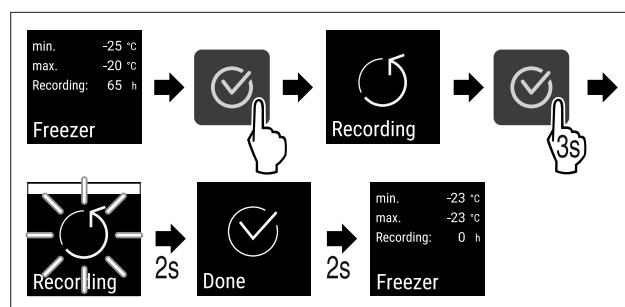 min. -25 °C
max. -20 °C
Recording: 65 h
Freezer
Recording
3s
Recording
2s
Done
2s
min. -23 °C
max. -23 °C
Recording: 0 h
Freezer